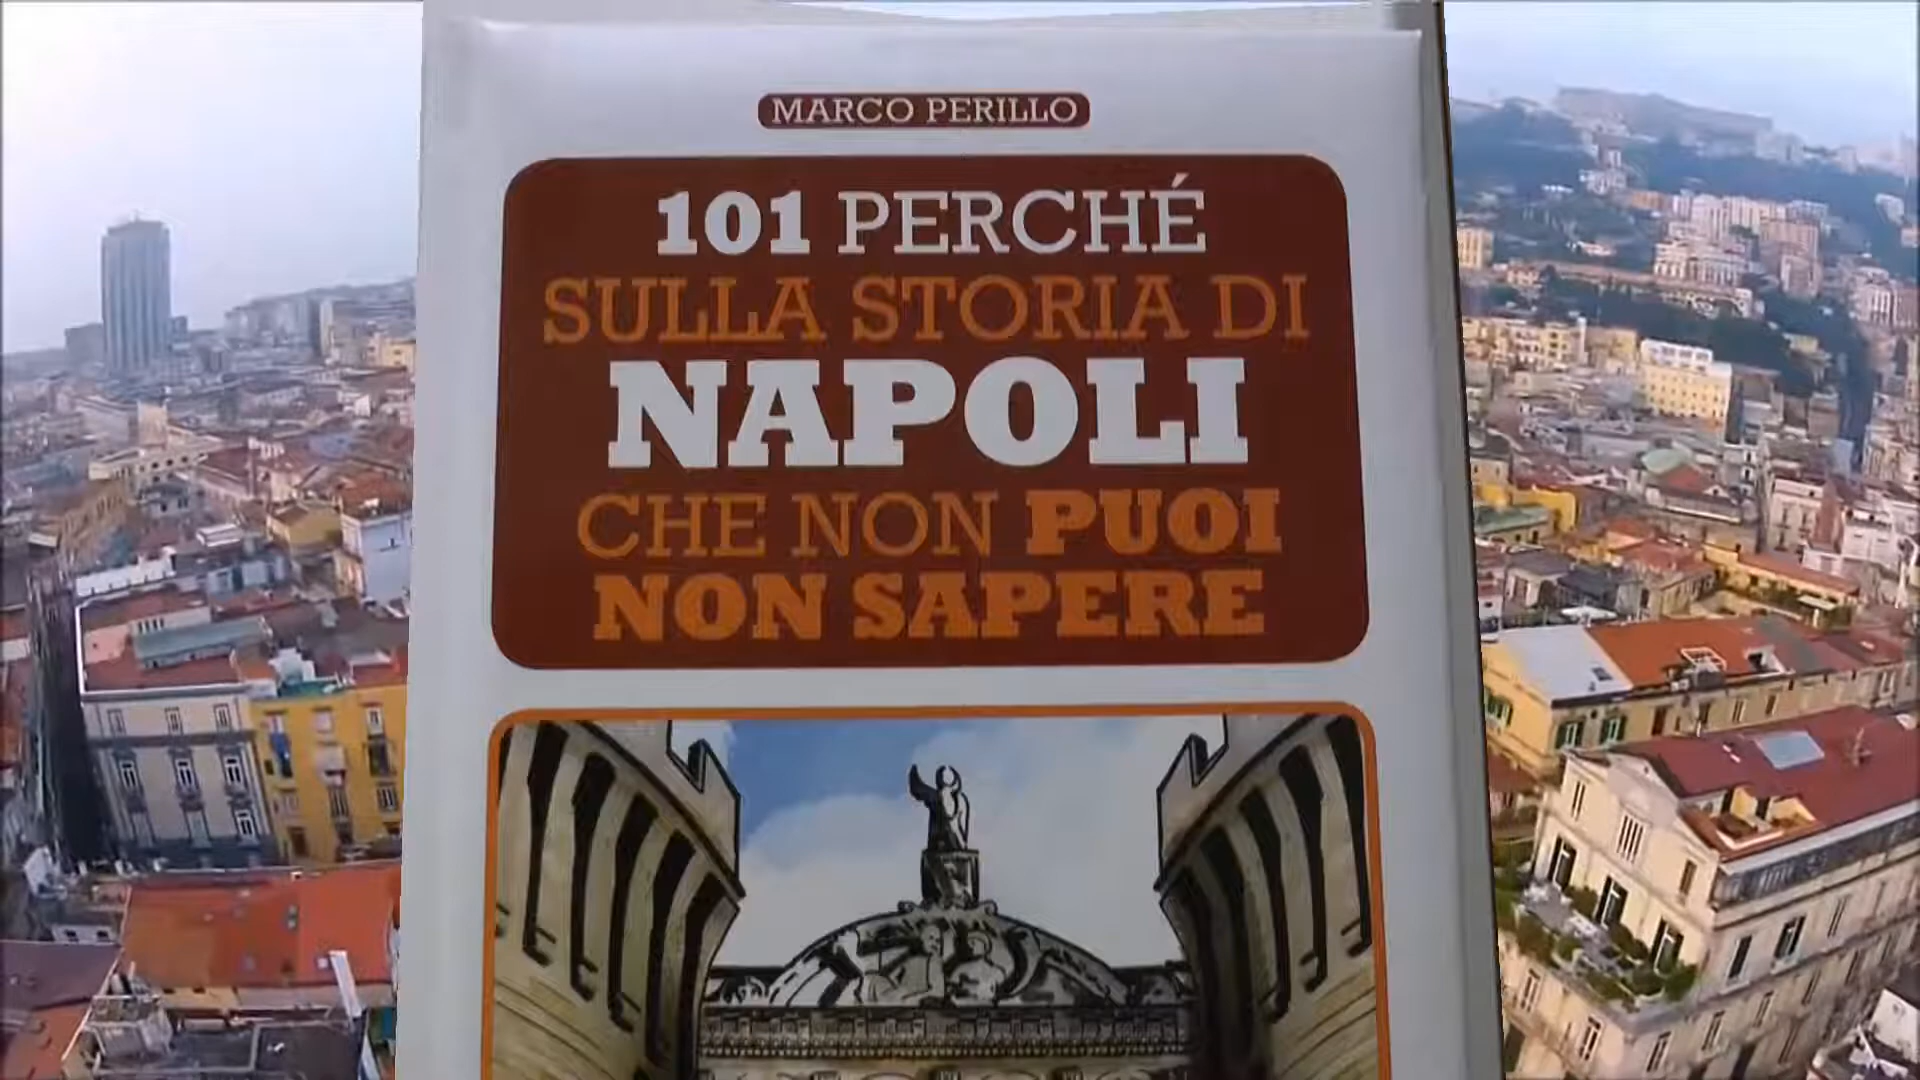 MARCO PERILLO
101 PERCHÉ
SULLA STORIA DI
NAPOLI
CHE NON PUOI
NON SAPERE